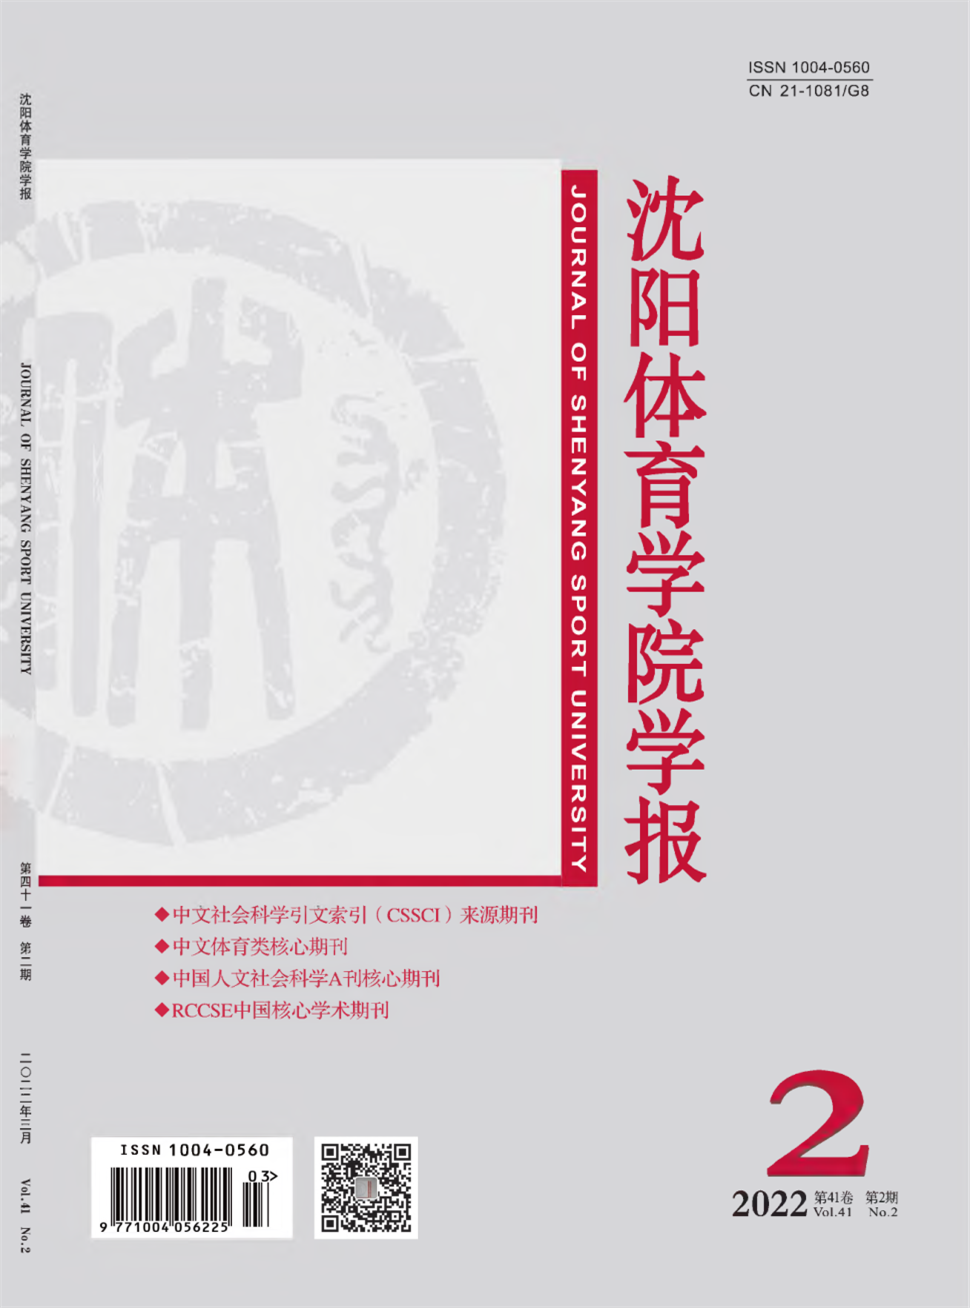 ISSN 1004-0560
CN 21-1081/G8
沈阳体育学院学报
JOURNAL OF SHENYANG SPORT UNIVERSITY
◆中文社会科学引文索引（CSSCI）来源期刊
◆中文体育类核心期刊
◆中国人文社会科学A刊核心期刊
◆RCCSE中国核心学术期刊
2
2022 第41卷 第2期
Vol.41 No.2
ISSN 1004-0560
03>
9 771004 056225
沈阳体育学院学报
JOURNAL OF SHENYANG SPORT UNIVERSITY
第四十一卷 第二期
二〇二二年三月
Vol.41 No.2